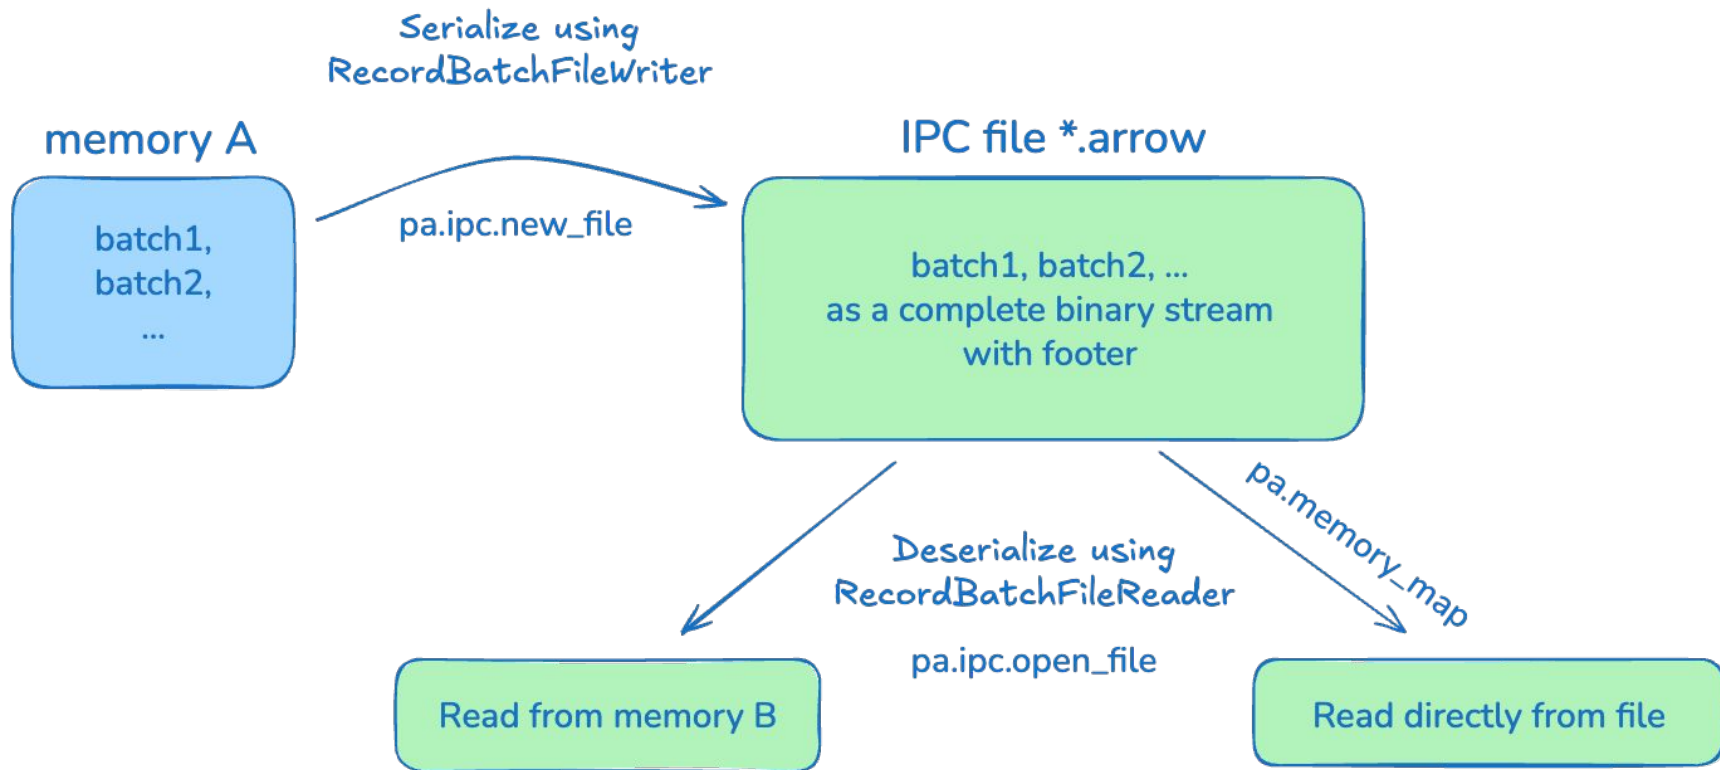 Serialize using
RecordBatchFileWriter
memory A
IPC file *.arrow
batch1,
batch2,
...
pa.ipc.new_file
batch1, batch2, ...
as a complete binary stream
with footer
pa.memory_map
Deserialize using
RecordBatchFileReader
pa.ipc.open_file
Read from memory B
Read directly from file